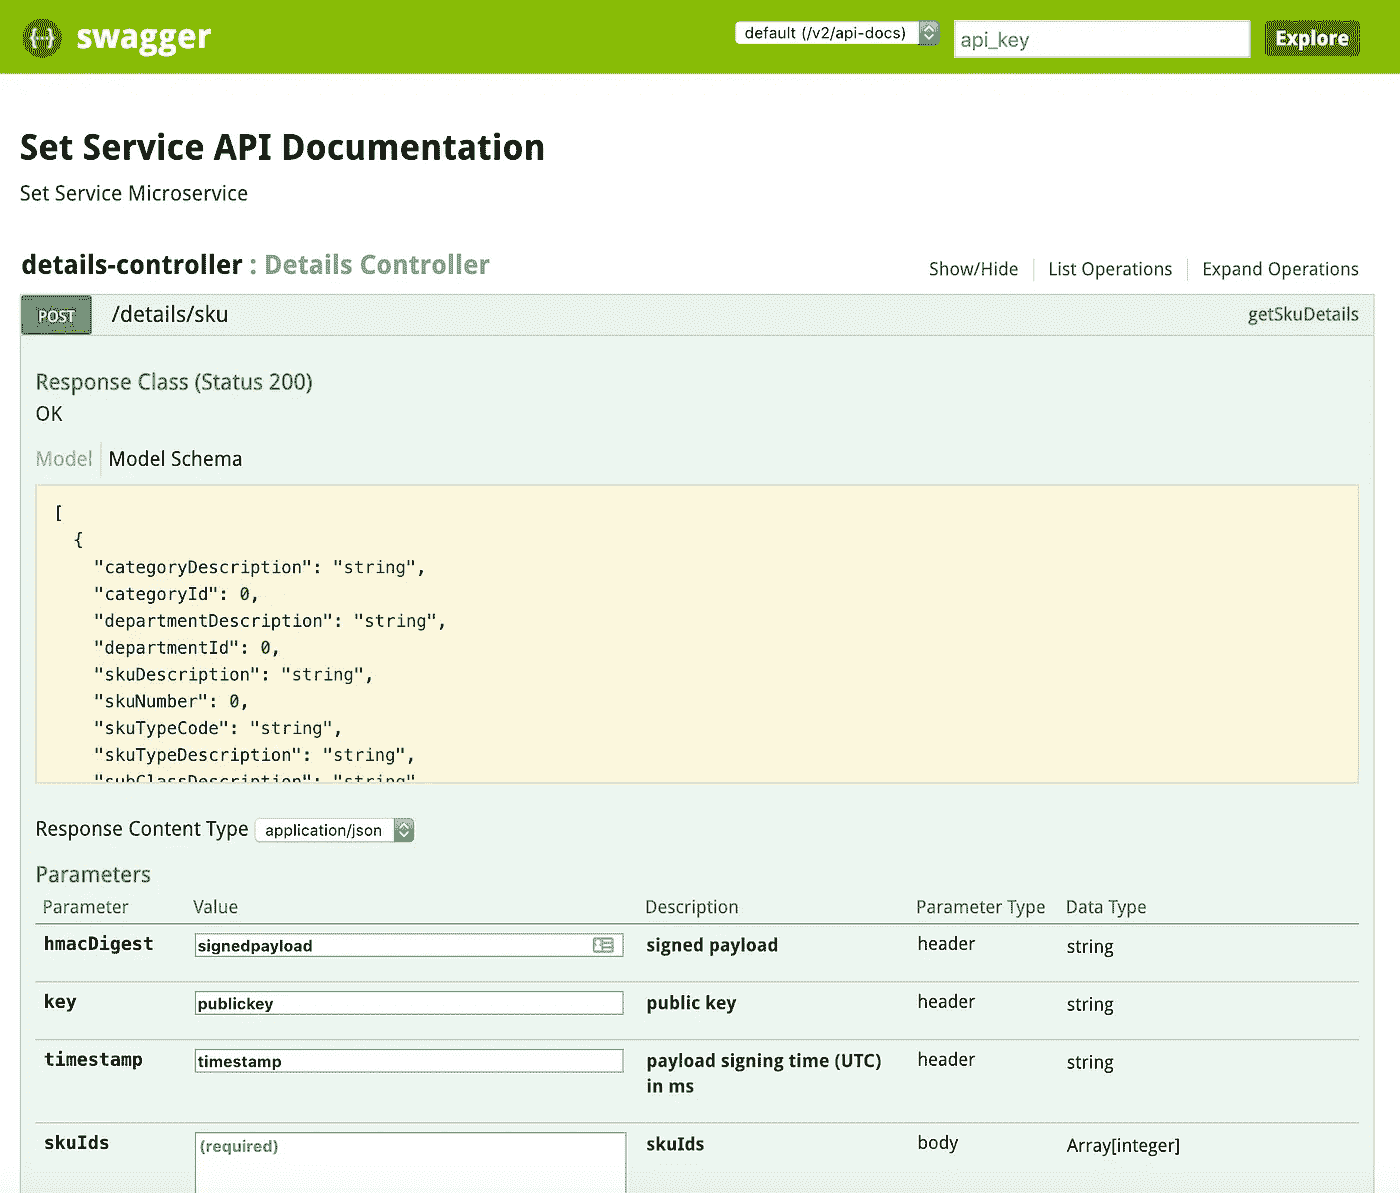 {···} swagger default (/v2/api-docs) api_key Explore
Set Service API Documentation
Set Service Microservice
details-controller : Details Controller Show/Hide List Operations Expand Operations
POST /details/sku getSkuDetails
Response Class (Status 200)
OK
Model Model Schema
[
{
"categoryDescription": "string",
"categoryId": 0,
"departmentDescription": "string",
"departmentId": 0,
"skuDescription": "string",
"skuNumber": 0,
"skuTypeCode": "string",
"skuTypeDescription": "string",
"subClassDescription": "string"
Response Content Type application/json
Parameters
Parameter Value Description Parameter Type Data Type
hmacDigest signedpayload signed payload header string
key publickey public key header string
timestamp timestamp payload signing time (UTC) header string
in ms
skuIds (required) skuIds body Array[integer]